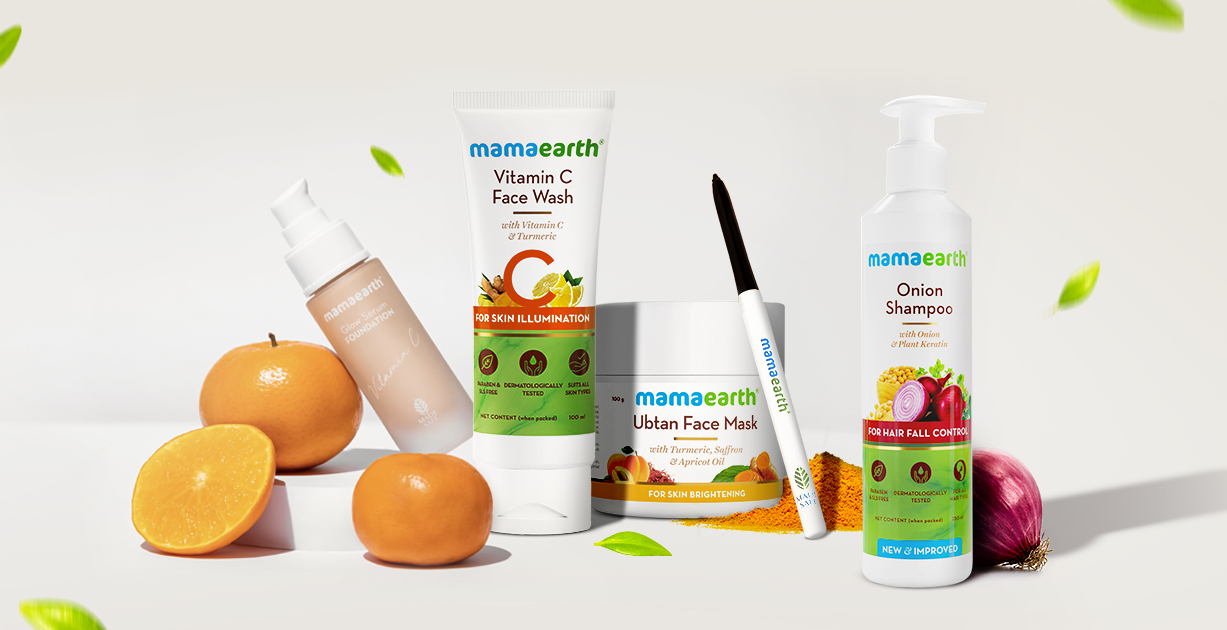 mamaearth
Glow Serum
FOUNDATION
Vitamin C
mamaearth®
Vitamin C
Face Wash
with Vitamin C
& Turmeric
C
FOR SKIN ILLUMINATION
PARABEN & SLS FREE
DERMATOLOGICALLY TESTED
SUITS ALL SKIN TYPES
NET CONTENT (when packed) 100 ml
100 g
mamaearth®
Ubtan Face Mask
with Turmeric, Saffron
& Apricot Oil
FOR SKIN BRIGHTENING
mamaearth®
MADE
SAFE
mamaearth®
Onion
Shampoo
with Onion
& Plant Keratin
FOR HAIR FALL CONTROL
PARABEN & SLS FREE
DERMATOLOGICALLY TESTED
NET CONTENT (when packed)
NEW & IMPROVED